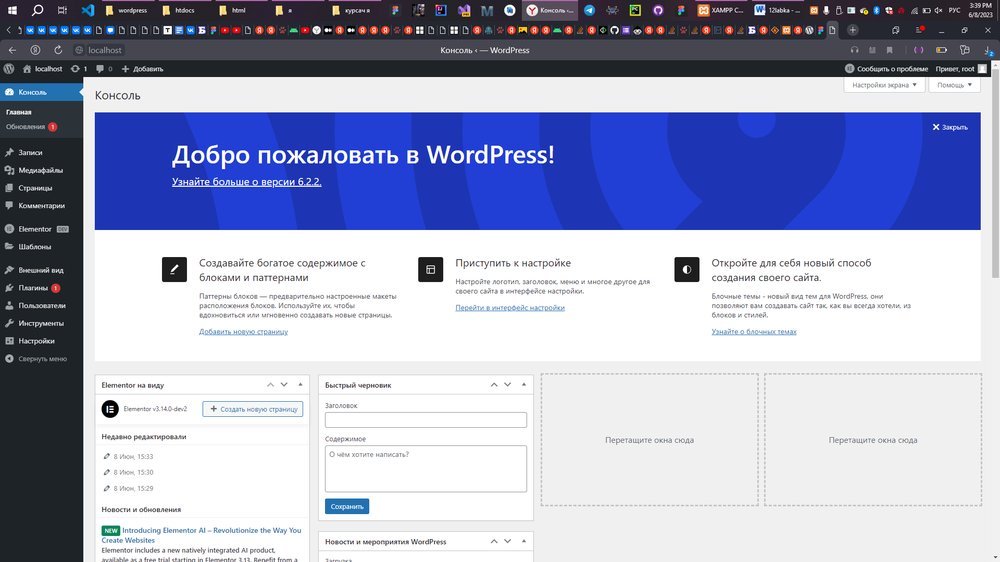 wordpress
htdocs
html
я
курсач я
Консоль ‹...
XAMPP C...
12labka - ...
РУС
3:39 PM
6/8/2023
localhost
Консоль ‹ — WordPress
2
localhost
1
0
Добавить
Сообщить о проблеме
Привет, root
Консоль
Главная
Обновления 1
Записи
Медиафайлы
Страницы
Комментарии
Elementor DEV
Шаблоны
Внешний вид
Плагины 1
Пользователи
Инструменты
Настройки
Свернуть меню
Настройки экрана
Помощь
Консоль
Закрыть
Добро пожаловать в WordPress!
Узнайте больше о версии 6.2.2.
Создавайте богатое содержимое с
блоками и паттернами
Паттерны блоков — предварительно настроенные макеты
расположения блоков. Используйте их, чтобы
вдохновиться или мгновенно создавать новые страницы.
Добавить новую страницу
Приступить к настройке
Настройте логотип, заголовок, меню и многое другое для
своего сайта в интерфейсе настройки.
Перейти в интерфейс настройки
Откройте для себя новый способ
создания своего сайта.
Блочные темы - новый вид тем для WordPress, они
позволяют вам создавать сайт так, как вы всегда хотели, из
блоков и стилей.
Узнайте о блочных темах
Elementor на виду
Elementor v3.14.0-dev2
Создать новую страницу
Недавно редактировали
8 Июн, 15:33
8 Июн, 15:30
8 Июн, 15:29
Новости и обновления
NEW Introducing Elementor AI – Revolutionize the Way You
Create Websites
Elementor includes a new natively integrated AI product,
available as a free trial starting in Elementor 3.13. Benefit from a
Быстрый черновик
Заголовок
Содержимое
О чём хотите написать?
Сохранить
Новости и мероприятия WordPress
Загрузка
Перетащите окна сюда
Перетащите окна сюда